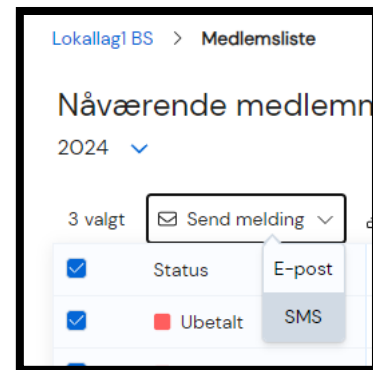 Lokallag1 BS > Medlemsliste
Nåværende medlemm
2024
3 valgt Send melding
Status E-post
Ubetalt SMS